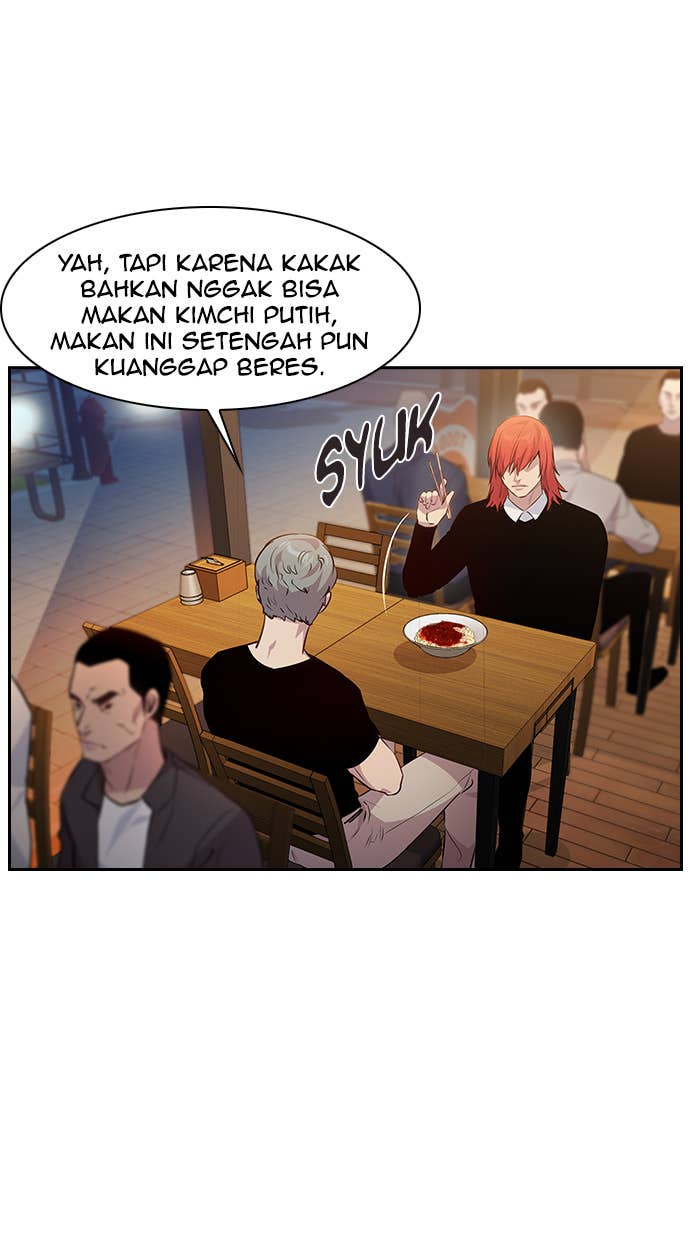 YAH, TAPI KARENA KAKAK
BAHKAN NGGAK BISA
MAKAN KIMCHI PUTIH,
MAKAN INI SETENGAH PUN
KUANGGAP BERES.
SYUK